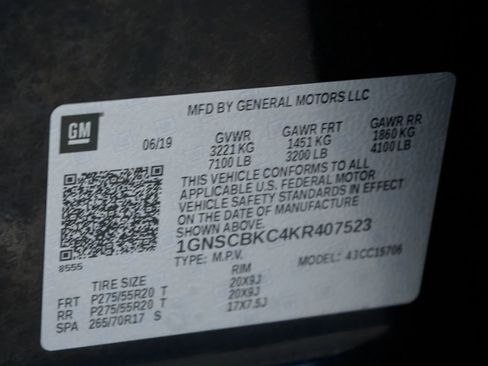 MFD BY GENERAL MOTORS LLC
GM
06/19 GVWR GAWR FRT GAWR RR
3221 KG 1451 KG 1860 KG
7100 LB 3200 LB 4100 LB
THIS VEHICLE CONFORMS TO ALL
APPLICABLE U.S. FEDERAL MOTOR
VEHICLE SAFETY STANDARDS IN EFFECT
ON THE DATE OF MANUFACTURE
SHOWN ABOVE.
1GNSCBKC4KR407523
8555
TYPE: M.P.V. MODEL: 43CC15706
TIRE SIZE RIM
FRT P275/55R20 T 20X9J
RR P275/55R20 T 20X9J
SPA 265/70R17 S 17X7.5J